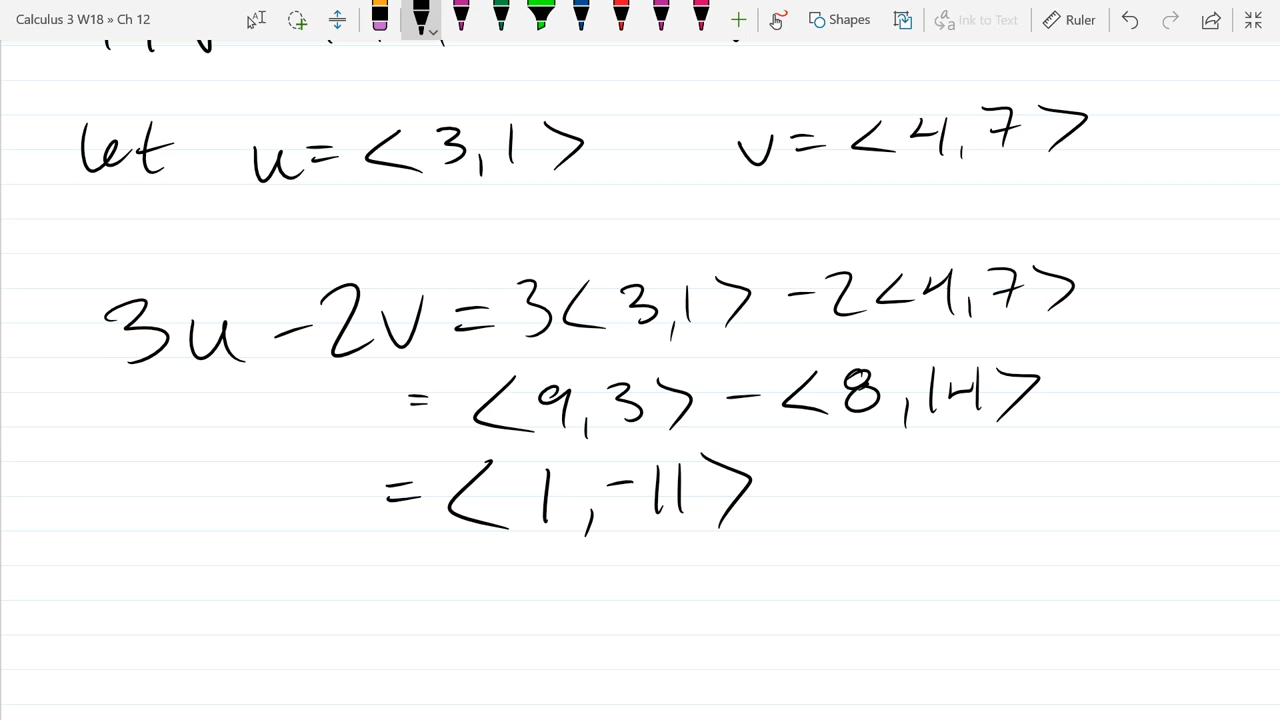 Calculus 3 W18 » Ch 12
Shapes
Ink to Text
Ruler
let u=<3,1> v=<4,7>
3u-2v=3<3,1>-2<4,7>
=<9,3>-<8,14>
=<1,-11>